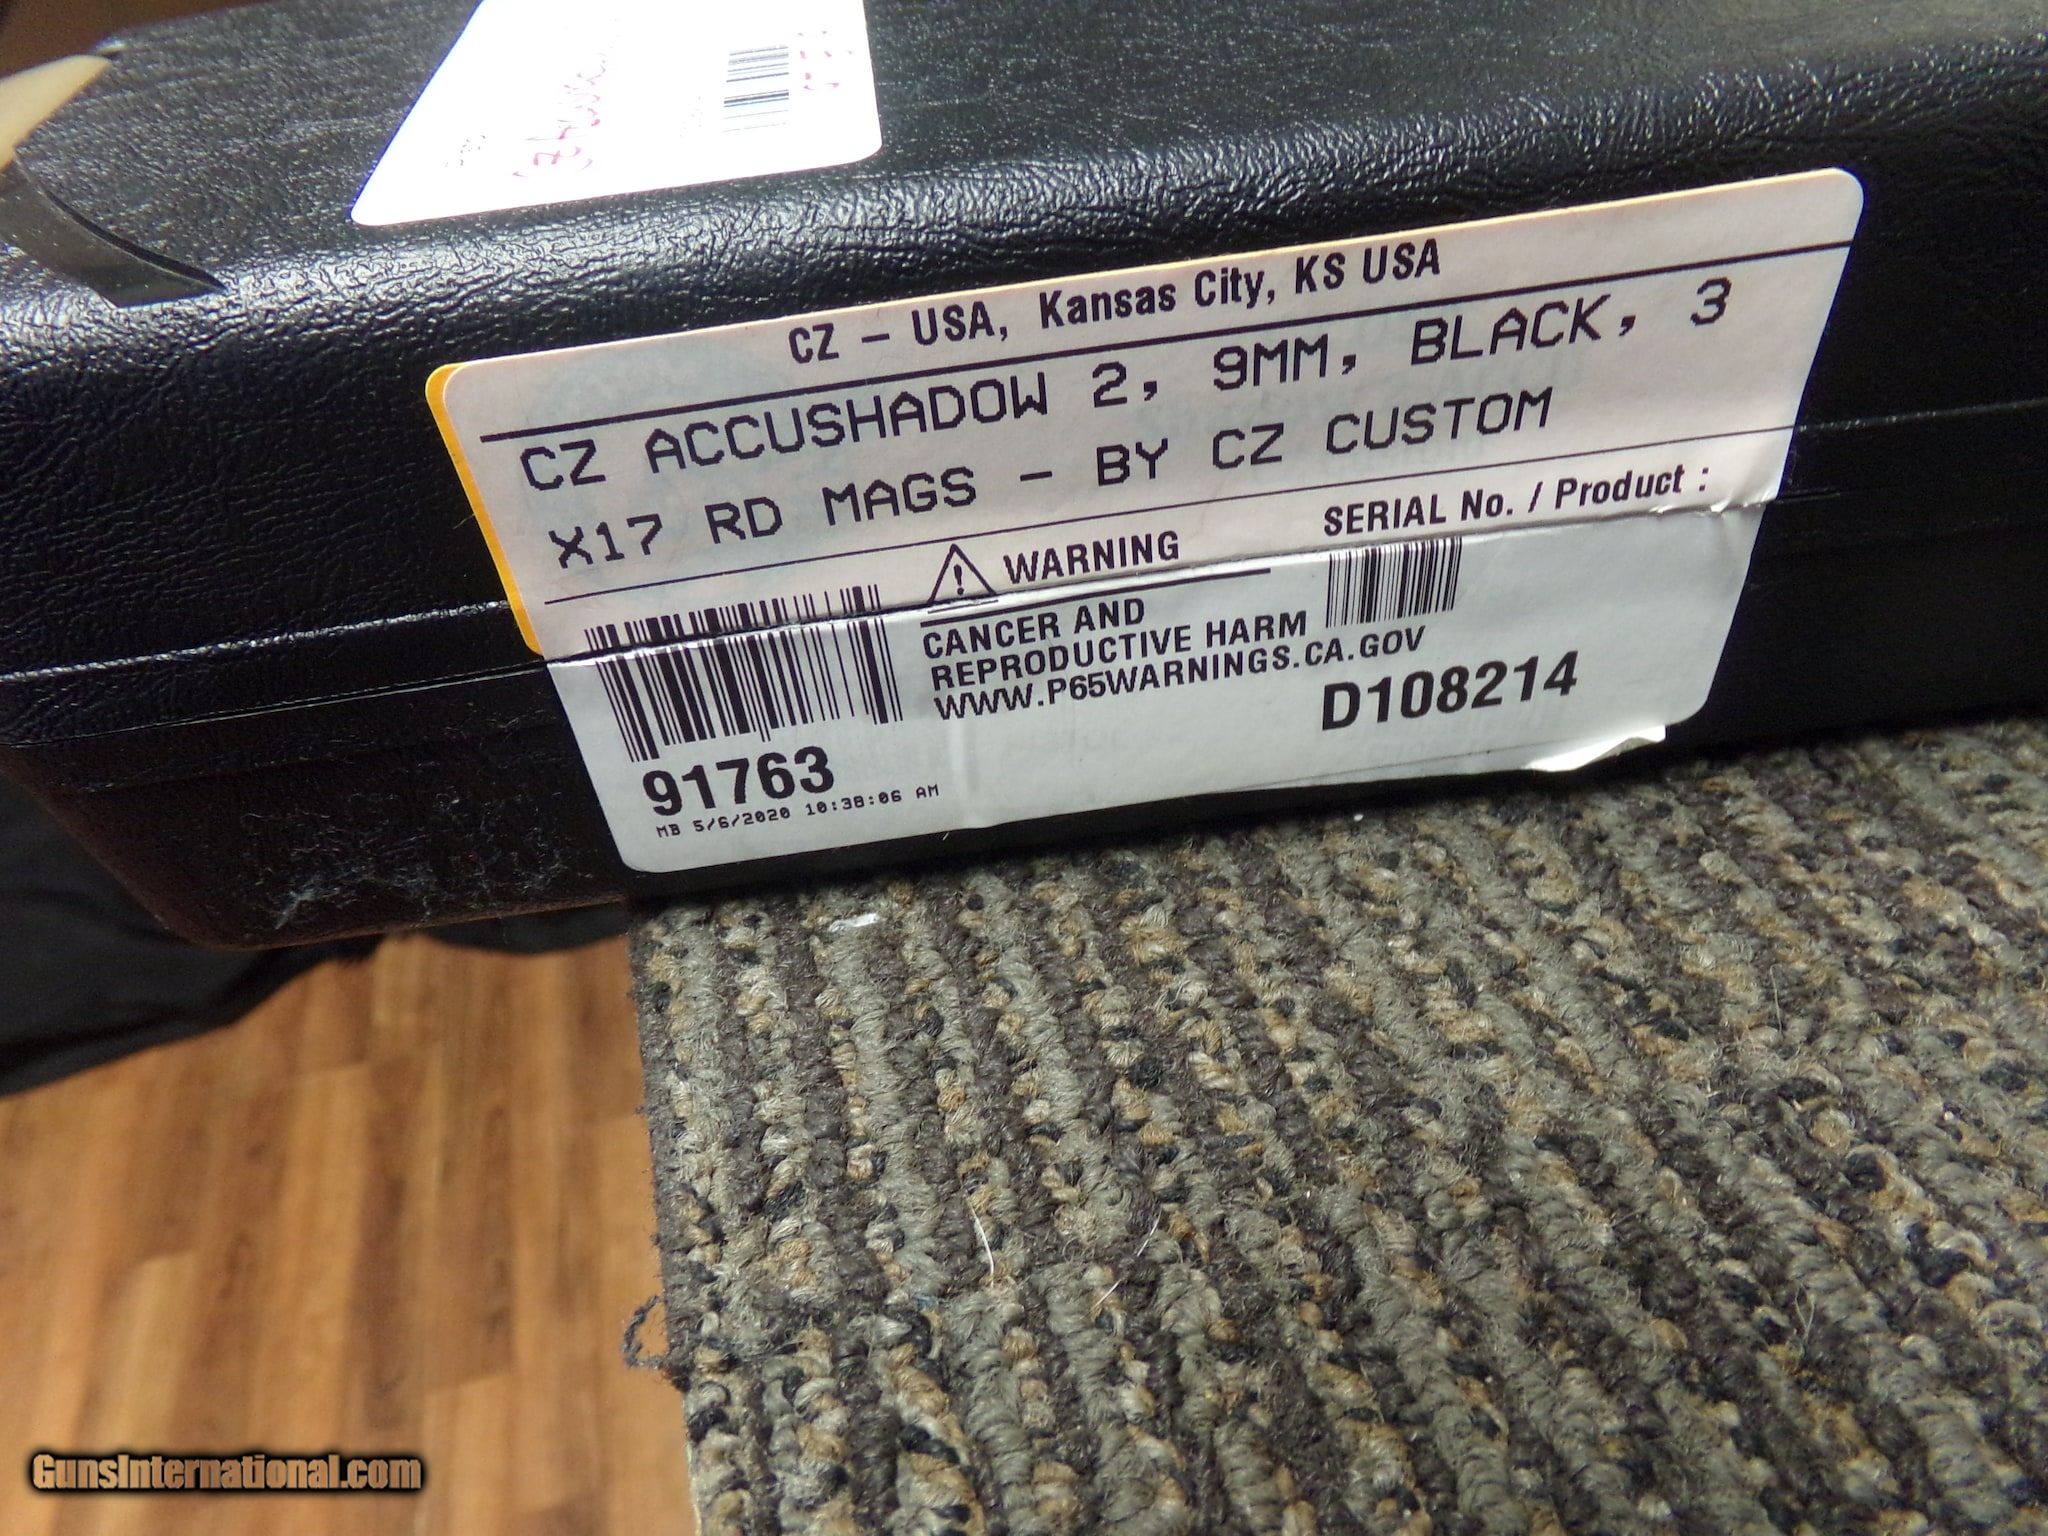 CZ – USA, Kansas City, KS USA
CZ ACCUSHADOW 2, 9MM, BLACK, 3
X17 RD MAGS - BY CZ CUSTOM
WARNING
SERIAL No. / Product :
CANCER AND
REPRODUCTIVE HARM
WWW.P65WARNINGS.CA.GOV
D108214
91763
MB 5/6/2020 10:38:06 AM
GunsInternational.com